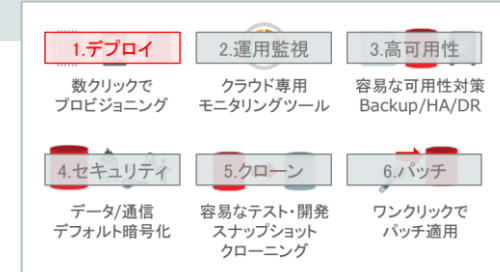 1.デプロイ
2.運用監視
3.高可用性
数クリックで
プロビジョニング
クラウド専用
モニタリングツール
容易な可用性対策
Backup/HA/DR
4.セキュリティ
5.クローン
6.パッチ
データ/通信
デフォルト暗号化
容易なテスト・開発
スナップショット
クローニング
ワンクリックで
パッチ適用